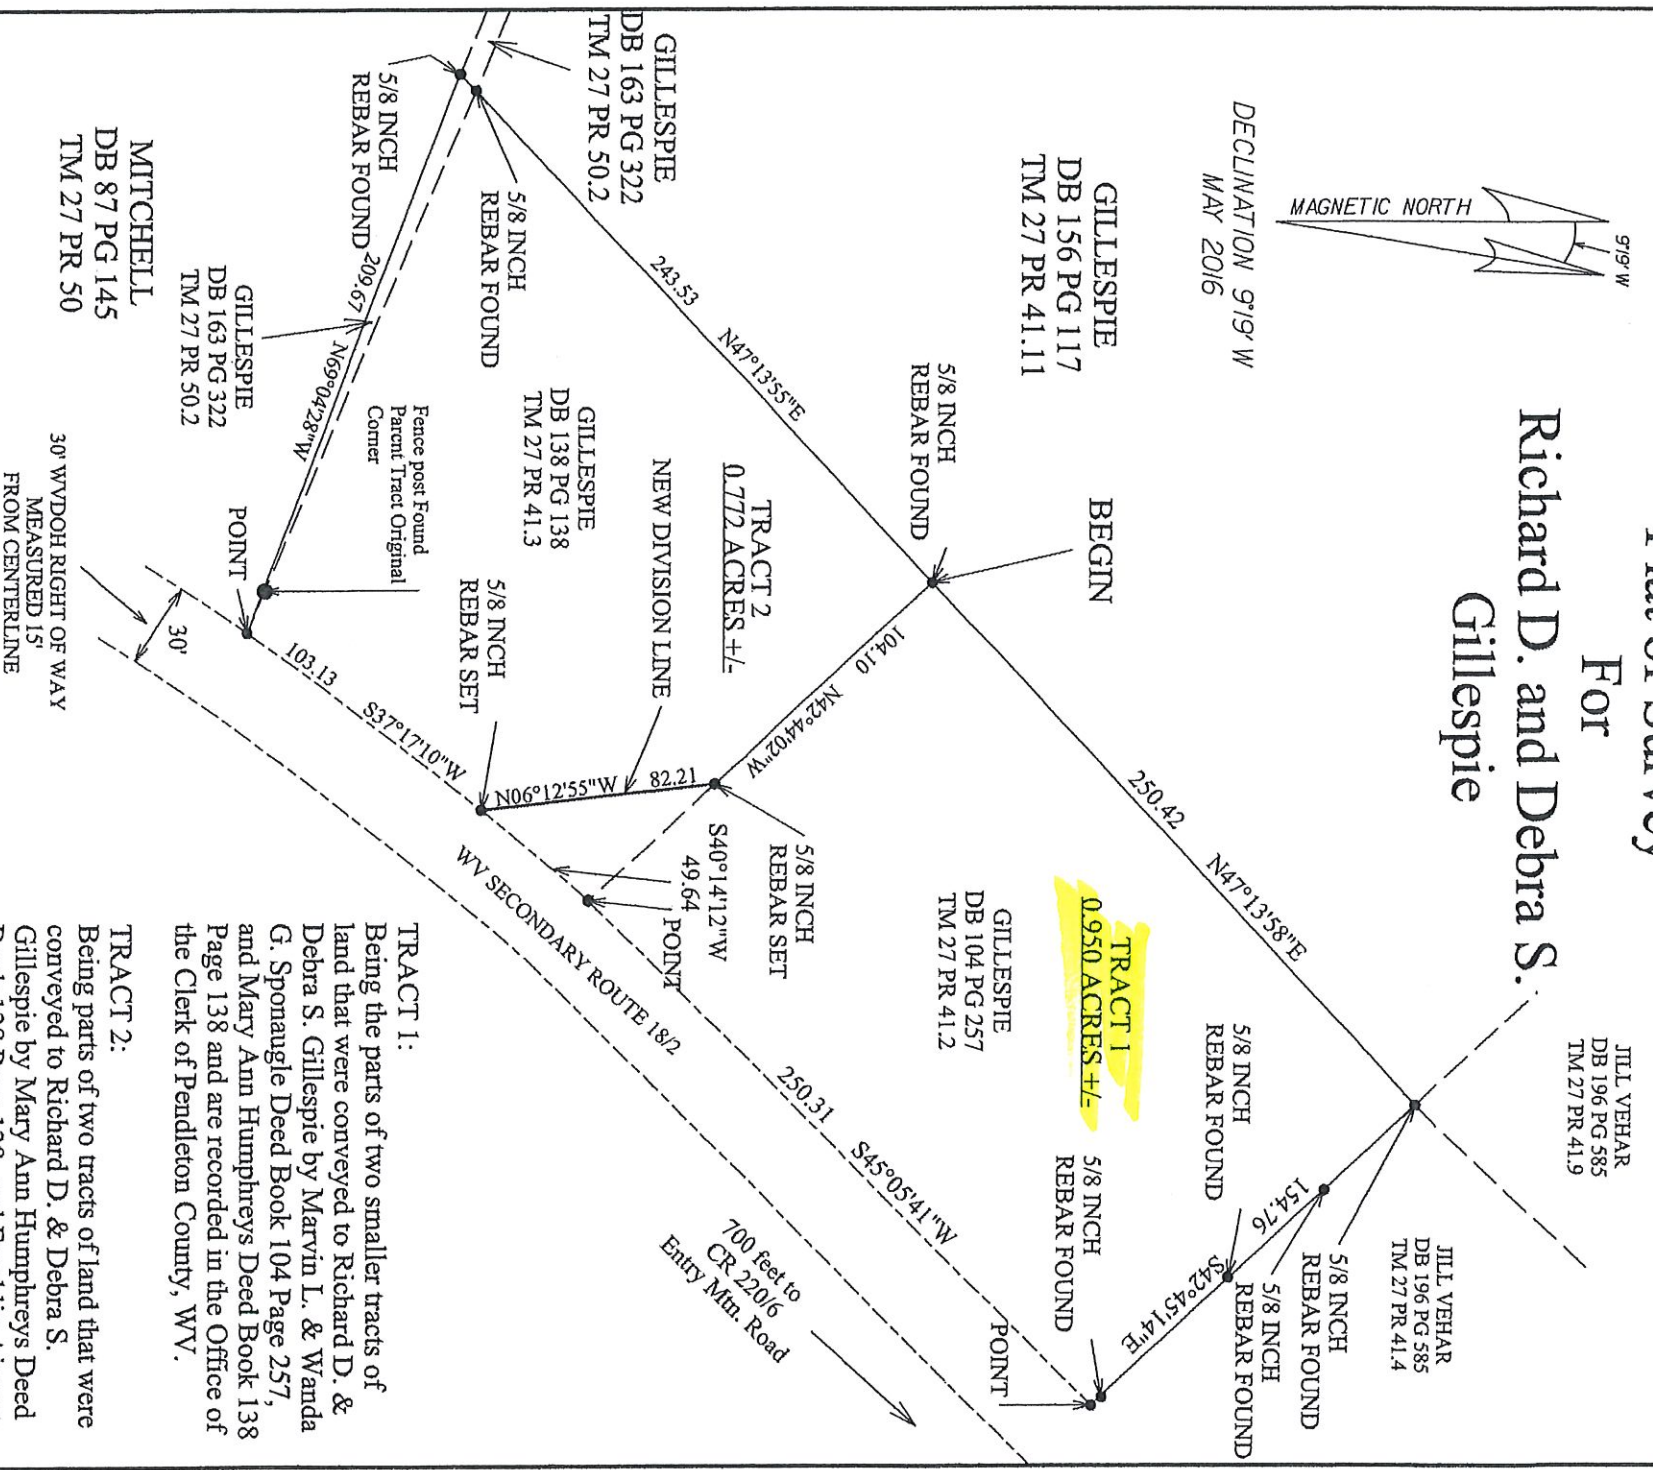 Plat of Survey
For
Richard D. and Debra S.
Gillespie
MAGNETIC NORTH
9°19' W
DECLINATION 9°19' W
MAY 2016
JILL VEHAR
DB 196 PG 585
TM 27 PR 41.9
JILL VEHAR
DB 196 PG 585
TM 27 PR 41.4
GILLESPIE
DB 156 PG 117
TM 27 PR 41.11
BEGIN
5/8 INCH
REBAR FOUND
250.42
N47°13'58"E
5/8 INCH
REBAR FOUND
5/8 INCH
REBAR FOUND
5/8 INCH
REBAR FOUND
154.76
S42°45'14"E
TRACT 1
0.950 ACRES +/-
5/8 INCH
REBAR FOUND
POINT
GILLESPIE
DB 104 PG 257
TM 27 PR 41.2
GILLESPIE
DB 163 PG 322
TM 27 PR 50.2
243.53
N47°13'55"E
104.10
N42°44'02"W
5/8 INCH
REBAR SET
S40°14'12"W
49.64
POINT
TRACT 2
0.772 ACRES +/-
NEW DIVISION LINE
82.21
N06°12'55"W
250.31
S45°05'41"W
700 feet to
CR 220/6
Entry Mtn. Road
5/8 INCH
REBAR FOUND
GILLESPIE
DB 138 PG 138
TM 27 PR 41.3
5/8 INCH
REBAR SET
WV SECONDARY ROUTE 18/2
5/8 INCH
REBAR FOUND
209.67
N69°04'28"W
Fence post Found
Parent Tract Original
Corner
103.13
S37°17'10"W
GILLESPIE
DB 163 PG 322
TM 27 PR 50.2
POINT
30'
MITCHELL
DB 87 PG 145
TM 27 PR 50
30' WVDOH RIGHT OF WAY
MEASURED 15'
FROM CENTERLINE
TRACT 1:
Being the parts of two smaller tracts of
land that were conveyed to Richard D. &
Debra S. Gillespie by Marvin L. & Wanda
G. Sponaugle Deed Book 104 Page 257,
and Mary Ann Humphreys Deed Book 138
Page 138 and are recorded in the Office of
the Clerk of Pendleton County, WV.
TRACT 2:
Being parts of two tracts of land that were
conveyed to Richard D. & Debra S.
Gillespie by Mary Ann Humphreys Deed